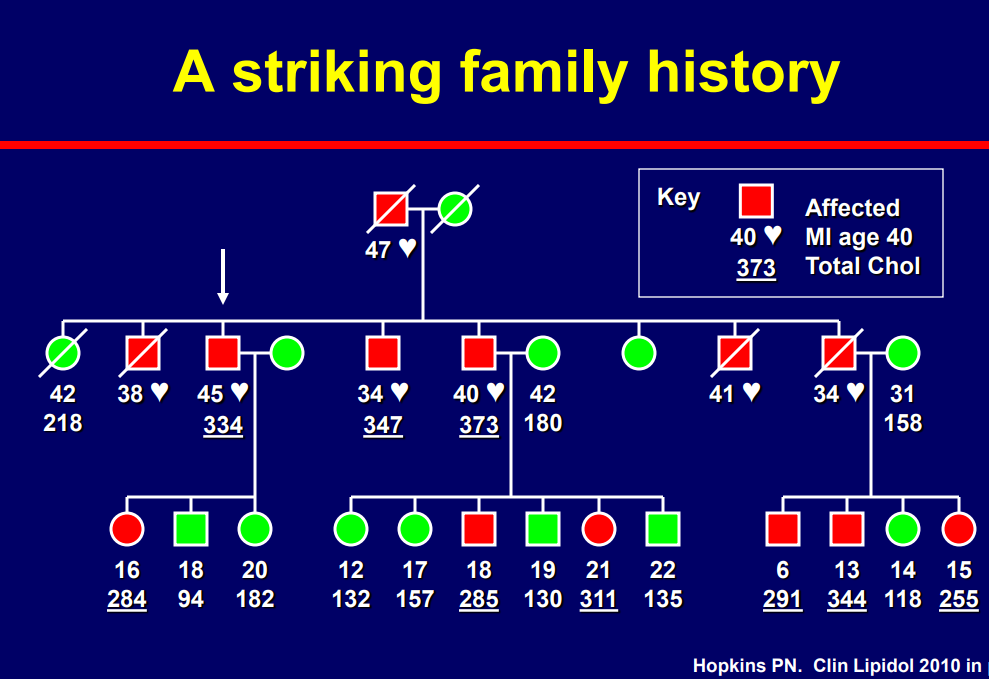 A striking family history
Key
Affected
40 ♥ MI age 40
373 Total Chol
47 ♥
42 38 ♥ 45 ♥ 34 ♥ 40 ♥ 42 41 ♥ 34 ♥ 31
218 334 347 373 180 158
16 18 20 12 17 18 19 21 22 6 13 14 15
284 94 182 132 157 285 130 311 135 291 344 118 255
Hopkins PN. Clin Lipidol 2010 in